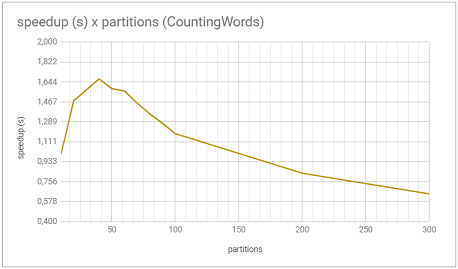 speedup (s) x partitions (CountingWords)
2,000
1,822
1,644
1,467
1,289
1,111
0,933
0,756
0,578
0,400
speedup (s)
50 100 150 200 250 300
partitions